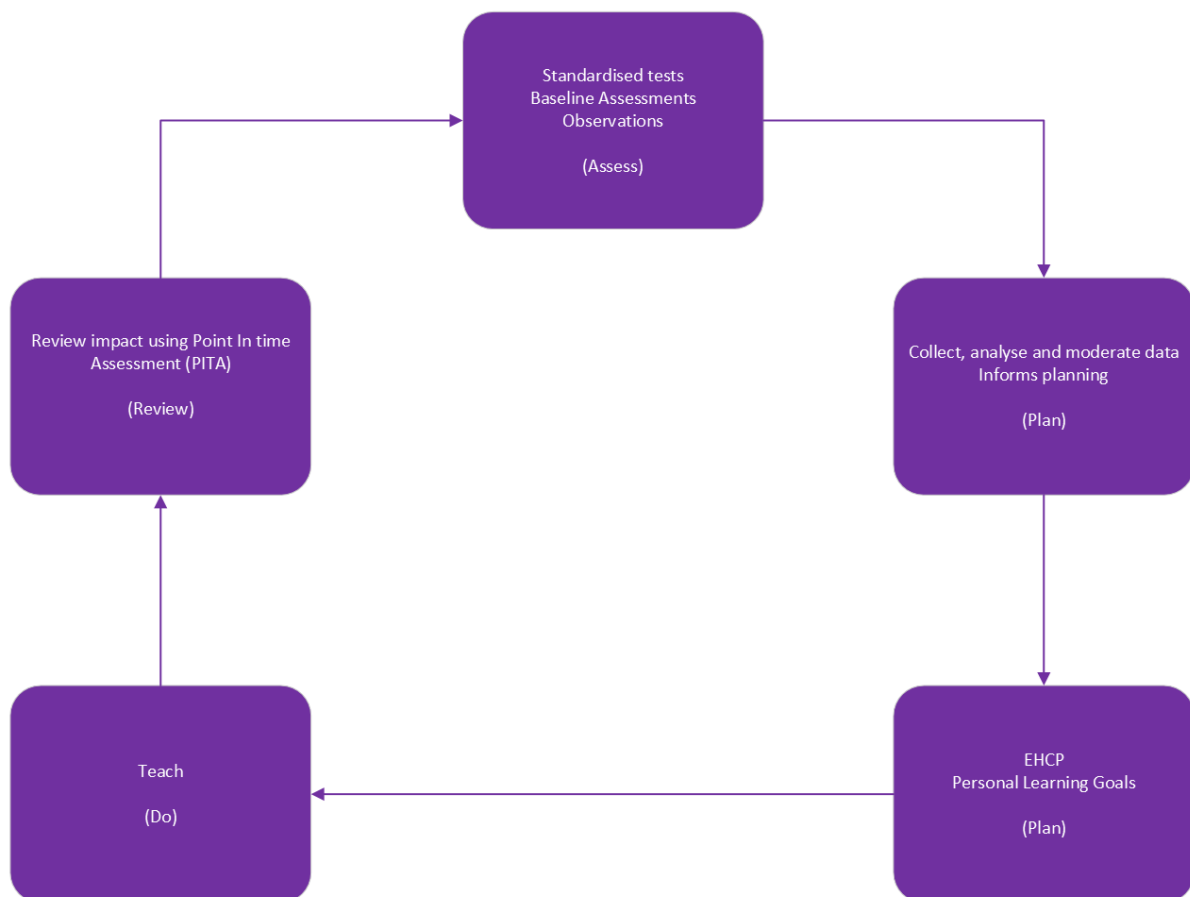 Standardised tests
Baseline Assessments
Observations
(Assess)
Collect, analyse and moderate data
Informs planning
(Plan)
EHCP
Personal Learning Goals
(Plan)
Teach
(Do)
Review impact using Point In time
Assessment (PITA)
(Review)